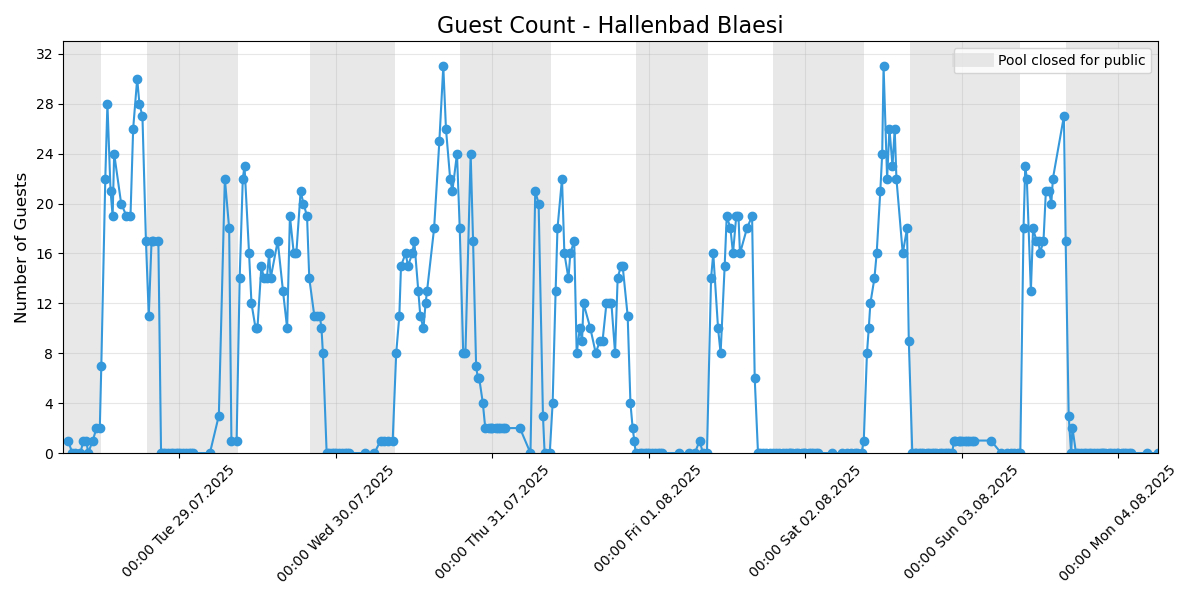 Guest Count - Hallenbad Blaesi
Pool closed for public
Number of Guests
32
28
24
20
16
12
8
4
0
00:00 Tue 29.07.2025
00:00 Wed 30.07.2025
00:00 Thu 31.07.2025
00:00 Fri 01.08.2025
00:00 Sat 02.08.2025
00:00 Sun 03.08.2025
00:00 Mon 04.08.2025